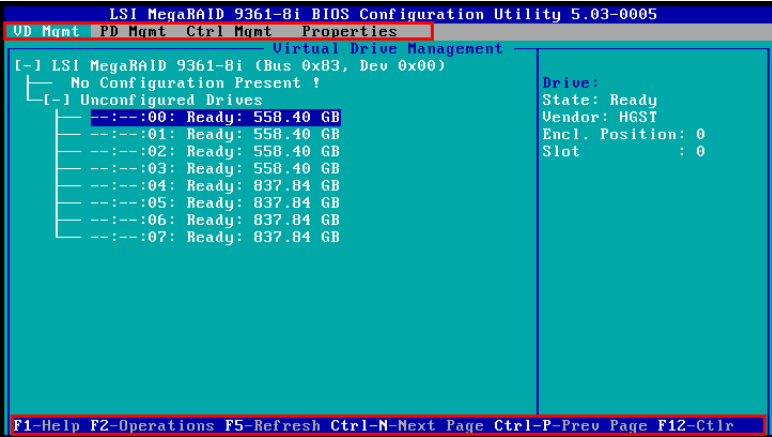 LSI MegaRAID 9361-8i BIOS Configuration Utility 5.03-0005
VD Mgmt PD Mgmt Ctrl Mgmt Properties
Virtual Drive Management
[-] LSI MegaRAID 9361-8i (Bus 0x83, Dev 0x00)
No Configuration Present !
[-] Unconfigured Drives
--:--:00: Ready: 558.40 GB
--:--:01: Ready: 558.40 GB
--:--:02: Ready: 558.40 GB
--:--:03: Ready: 558.40 GB
--:--:04: Ready: 837.84 GB
--:--:05: Ready: 837.84 GB
--:--:06: Ready: 837.84 GB
--:--:07: Ready: 837.84 GB
Drive:
State: Ready
Vendor: HGST
Encl. Position: 0
Slot : 0
F1-Help F2-Operations F5-Refresh Ctrl-N-Next Page Ctrl-P-Prev Page F12-Ctlr